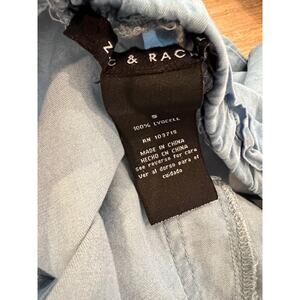 & RAC
S
100% LYOCELL
RN 103719
MADE IN CHINA
HECHO EN CHINA
See reverse for care
Ver al dorso para el
cuidado